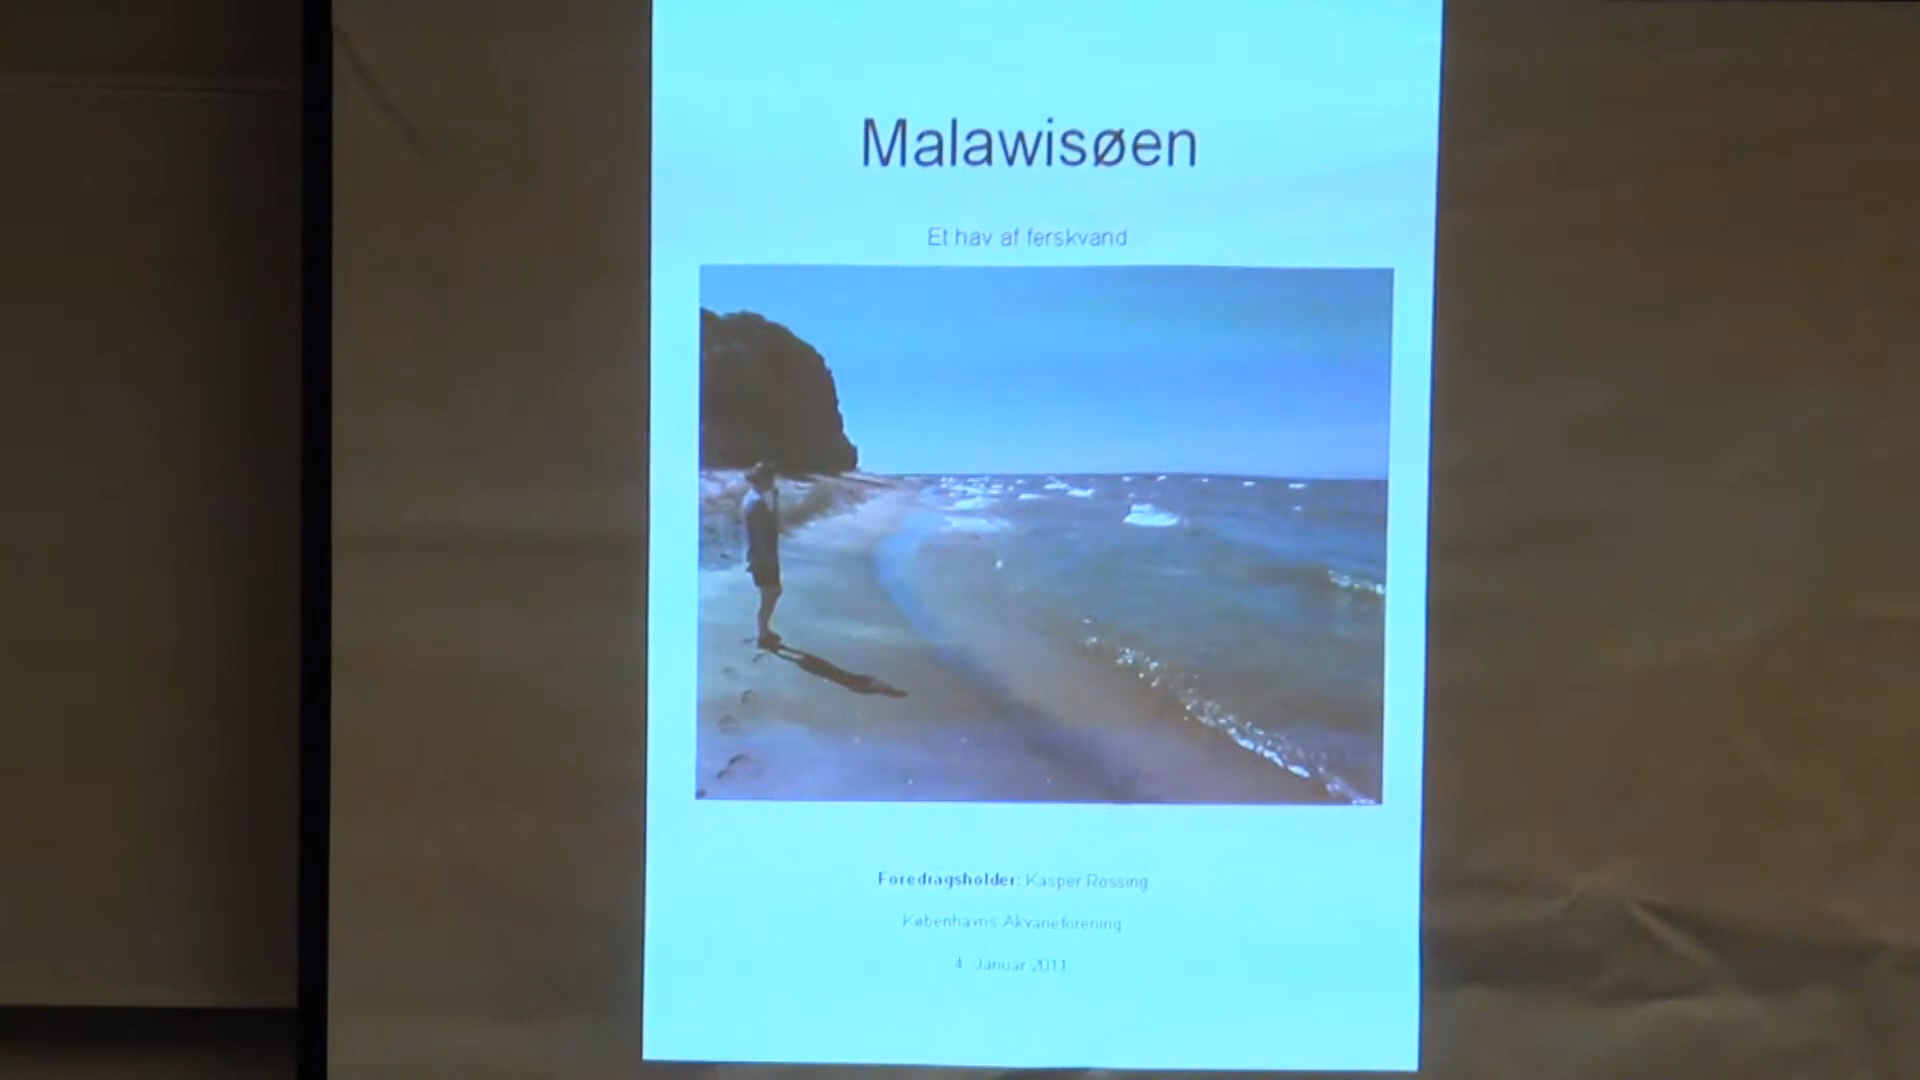 Malawisøen
Et hav af ferskvand
Foredragsholder: Kasper Rossing
Københavns Akvarieforening
4. Januar 2011